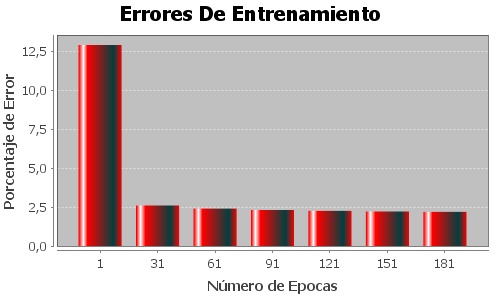 Errores De Entrenamiento
Porcentaje de Error
12,5
10,0
7,5
5,0
2,5
0,0
1 31 61 91 121 151 181
Número de Epocas